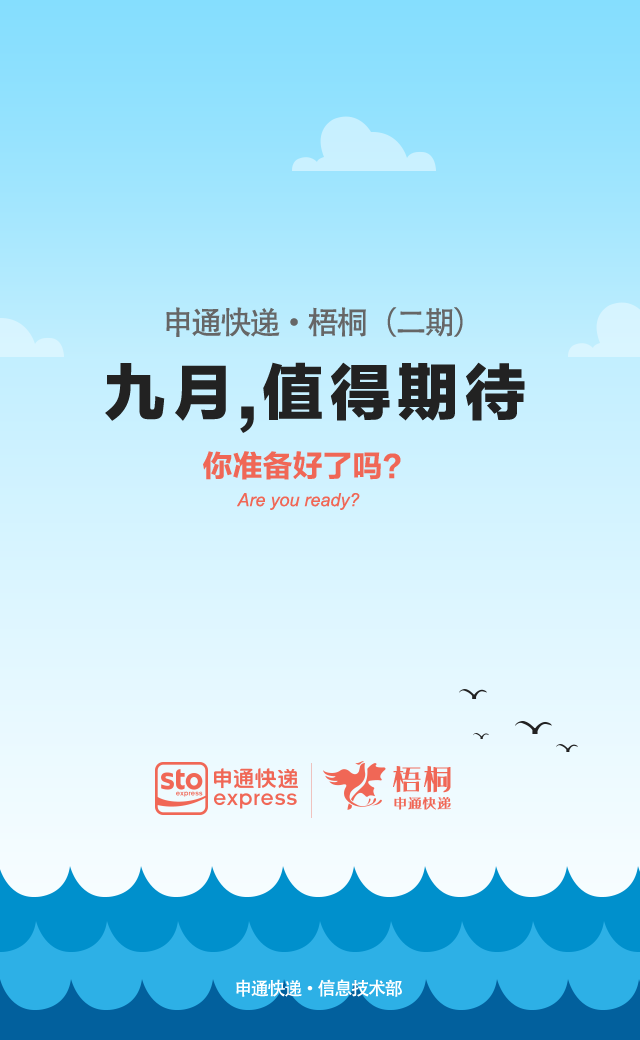 申通快递·梧桐（二期）
九月,值得期待
你准备好了吗?
Are you ready?
sto express 申通快递 express
梧桐
申通快递
申通快递·信息技术部